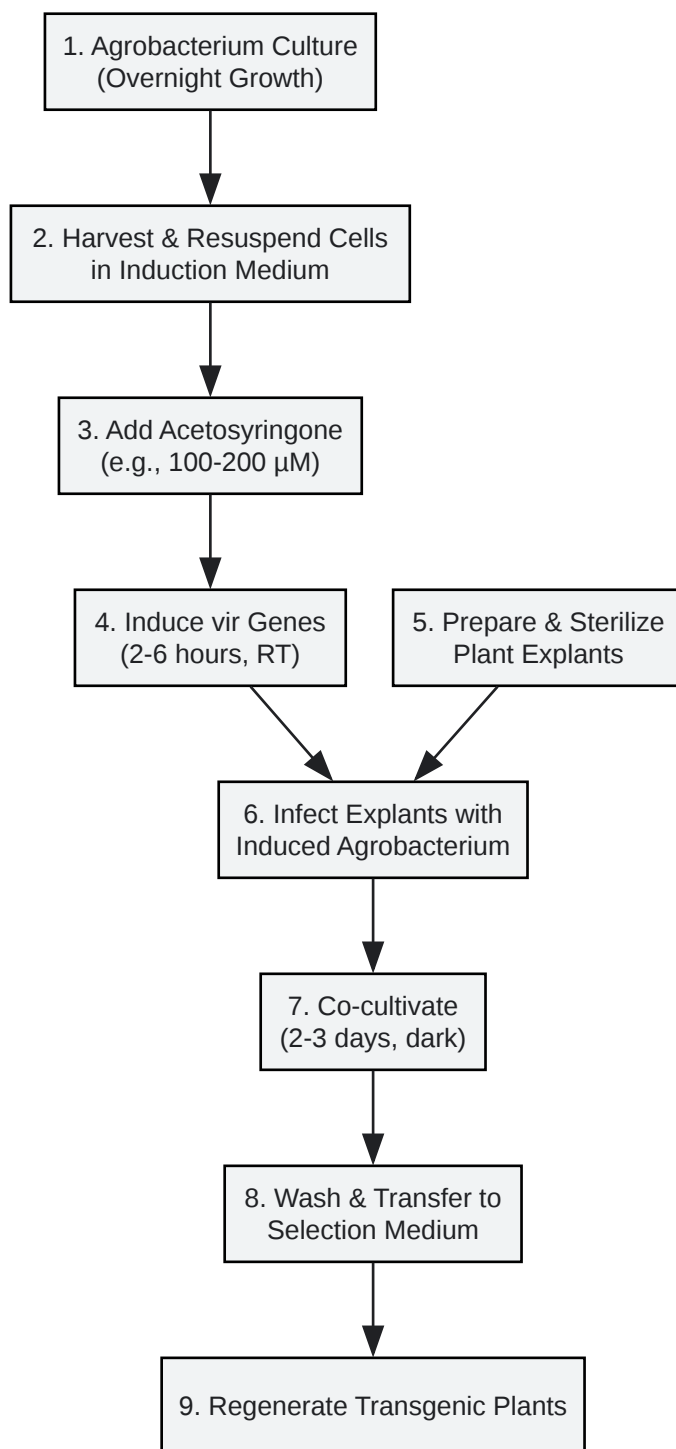 1. Agrobacterium Culture
(Overnight Growth)
2. Harvest & Resuspend Cells
in Induction Medium
3. Add Acetosyringone
(e.g., 100-200 µM)
4. Induce vir Genes
(2-6 hours, RT)
5. Prepare & Sterilize
Plant Explants
6. Infect Explants with
Induced Agrobacterium
7. Co-cultivate
(2-3 days, dark)
8. Wash & Transfer to
Selection Medium
9. Regenerate Transgenic Plants